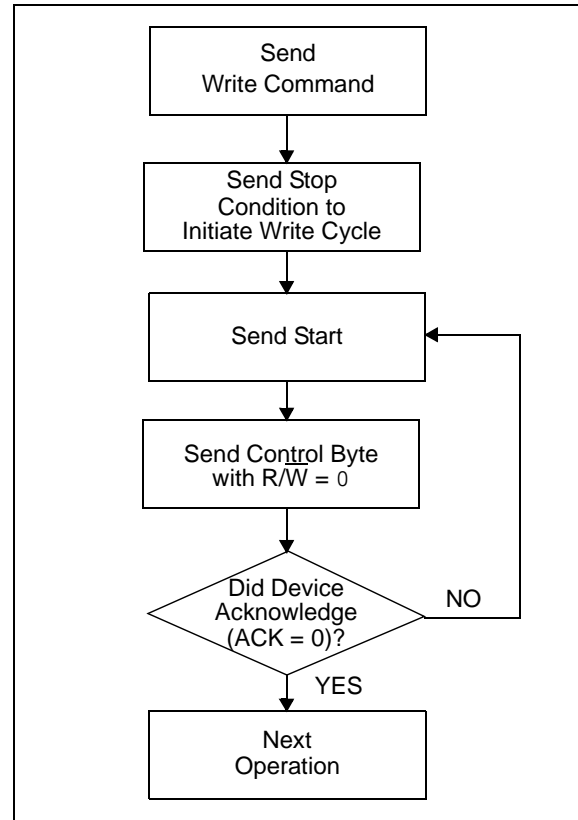 Send
Write Command
Send Stop
Condition to
Initiate Write Cycle
Send Start
Send Control Byte
with R/W̅ = 0
Did Device
Acknowledge
(ACK = 0)?
NO
YES
Next
Operation